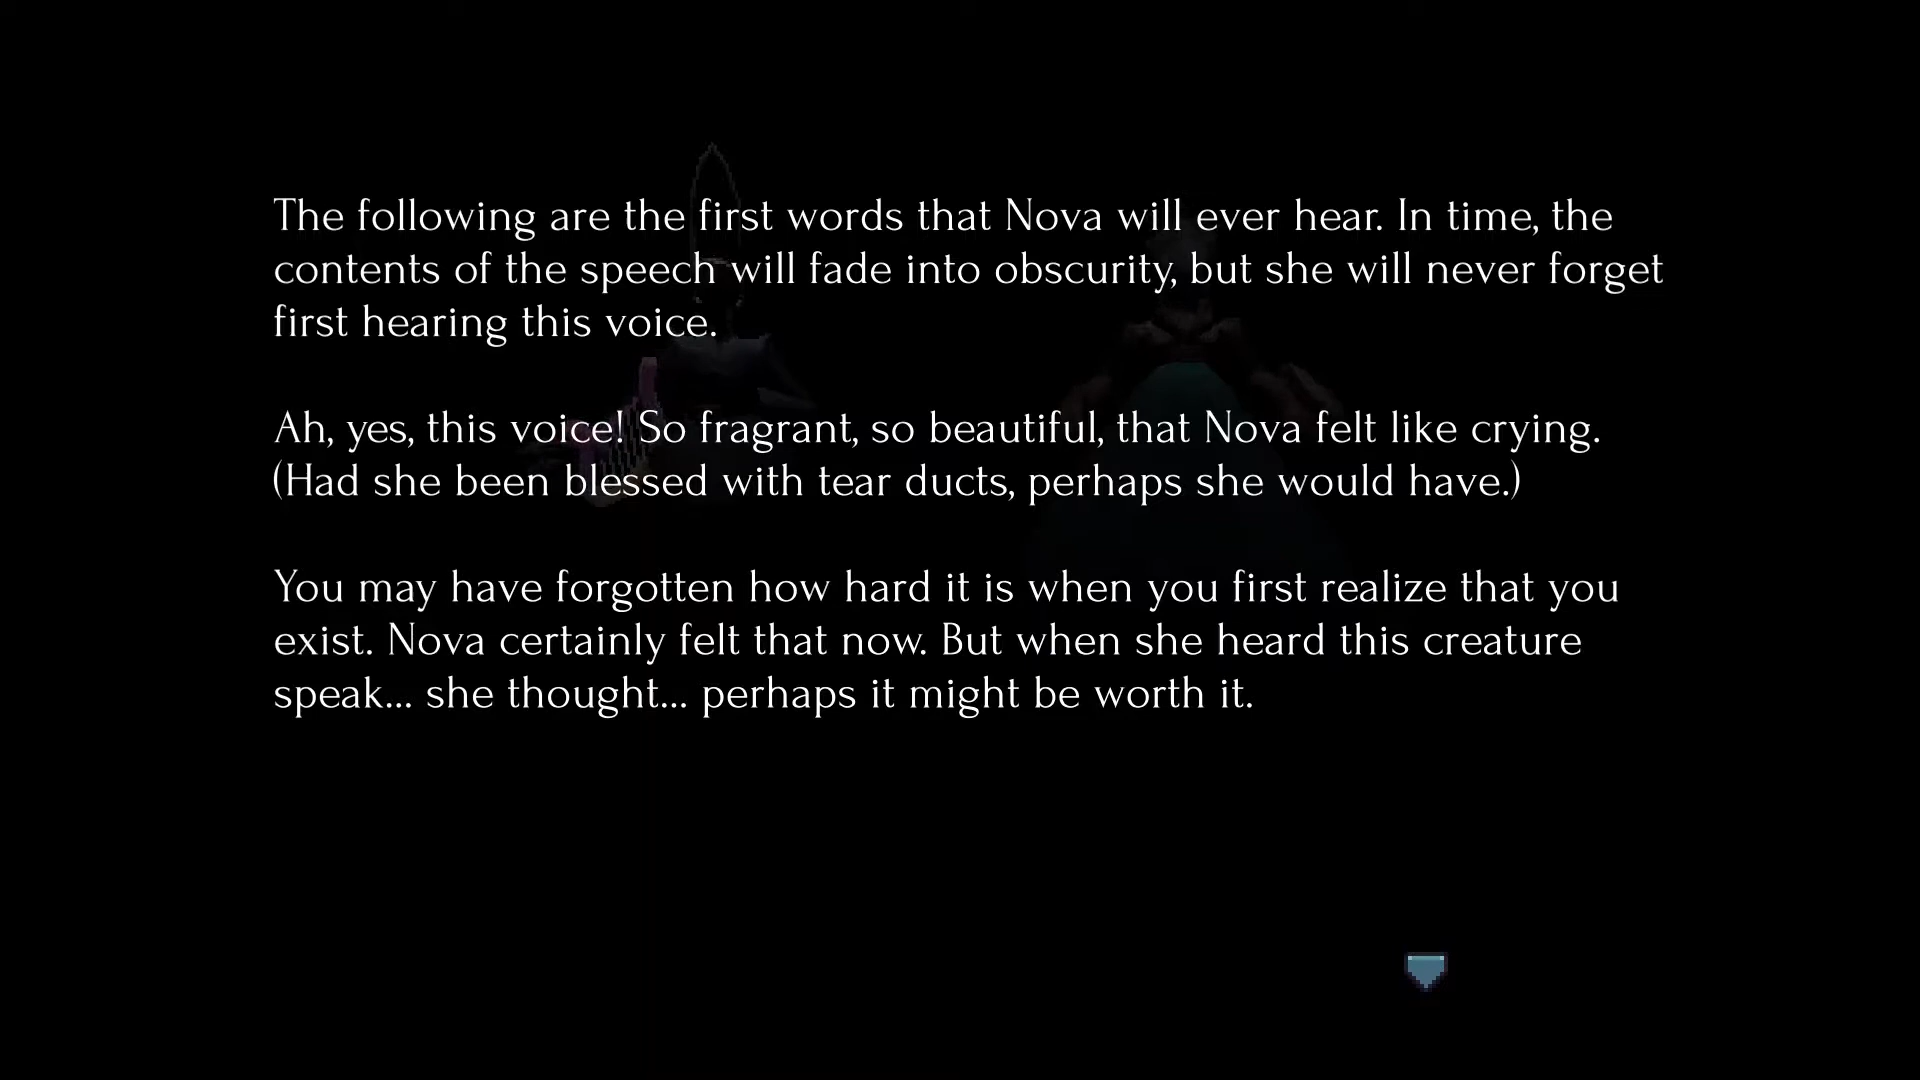 The following are the first words that Nova will ever hear. In time, the
contents of the speech will fade into obscurity, but she will never forget
first hearing this voice.
Ah, yes, this voice! So fragrant, so beautiful, that Nova felt like crying.
(Had she been blessed with tear ducts, perhaps she would have.)
You may have forgotten how hard it is when you first realize that you
exist. Nova certainly felt that now. But when she heard this creature
speak... she thought... perhaps it might be worth it.